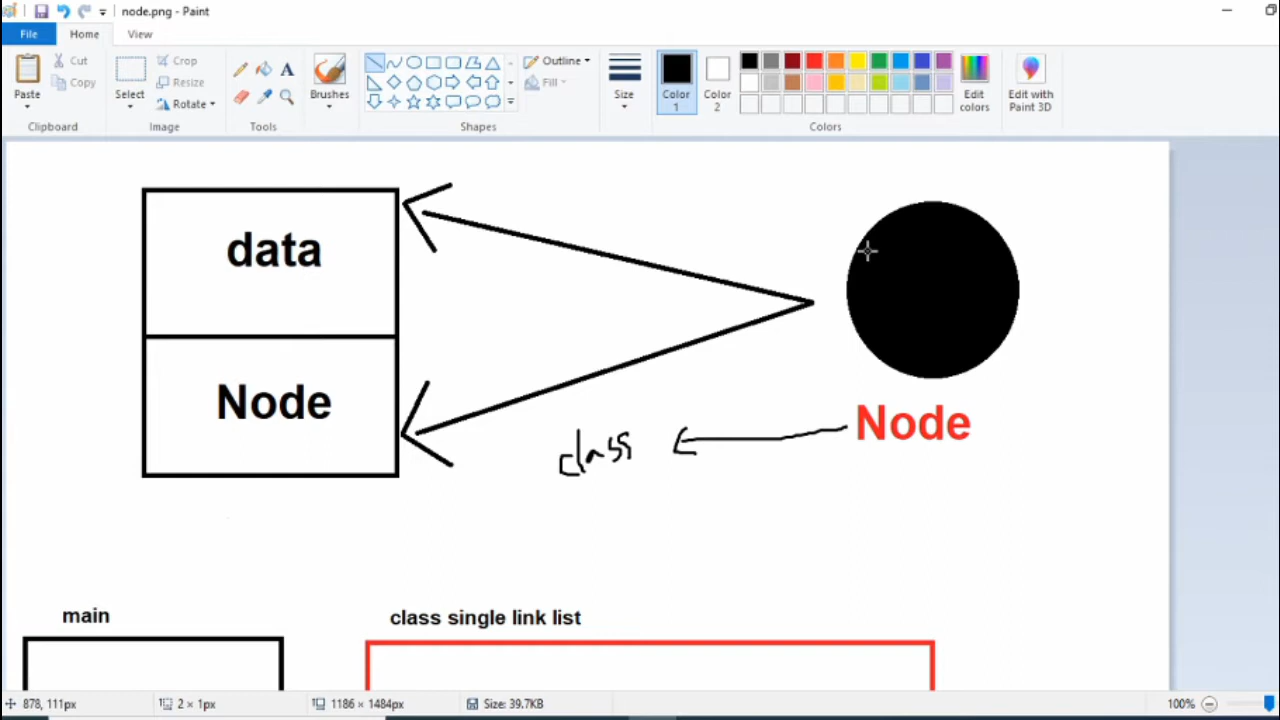 node.png - Paint
File Home View
Paste
Cut
Copy
Clipboard
Select
Crop
Resize
Rotate
Image
A
Tools
Brushes
Outline
Fill
Shapes
Size
Color 1
Color 2
Edit colors
Colors
Edit with Paint 3D
data
Node
class
Node
main
class single link list
878, 111px
2 × 1px
1186 × 1484px
Size: 39.7KB
100%